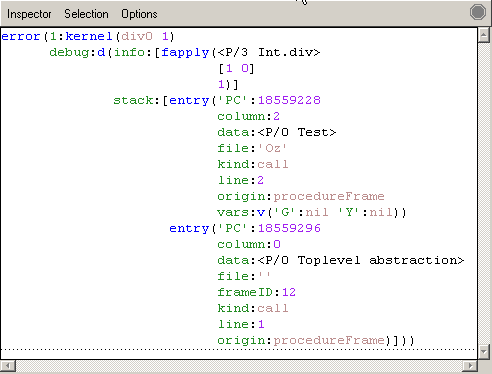 Inspector Selection Options
error(1:kernel(div0 1)
debug:d(info:[fapply(<P/3 Int.div>
[1 0]
1)]
stack:[entry('PC':18559228
column:2
data:<P/0 Test>
file:'Oz'
kind:call
line:2
origin:procedureFrame
vars:v('G':nil 'Y':nil))
entry('PC':18559296
column:0
data:<P/0 Toplevel abstraction>
file:''
frameID:12
kind:call
line:1
origin:procedureFrame)]))